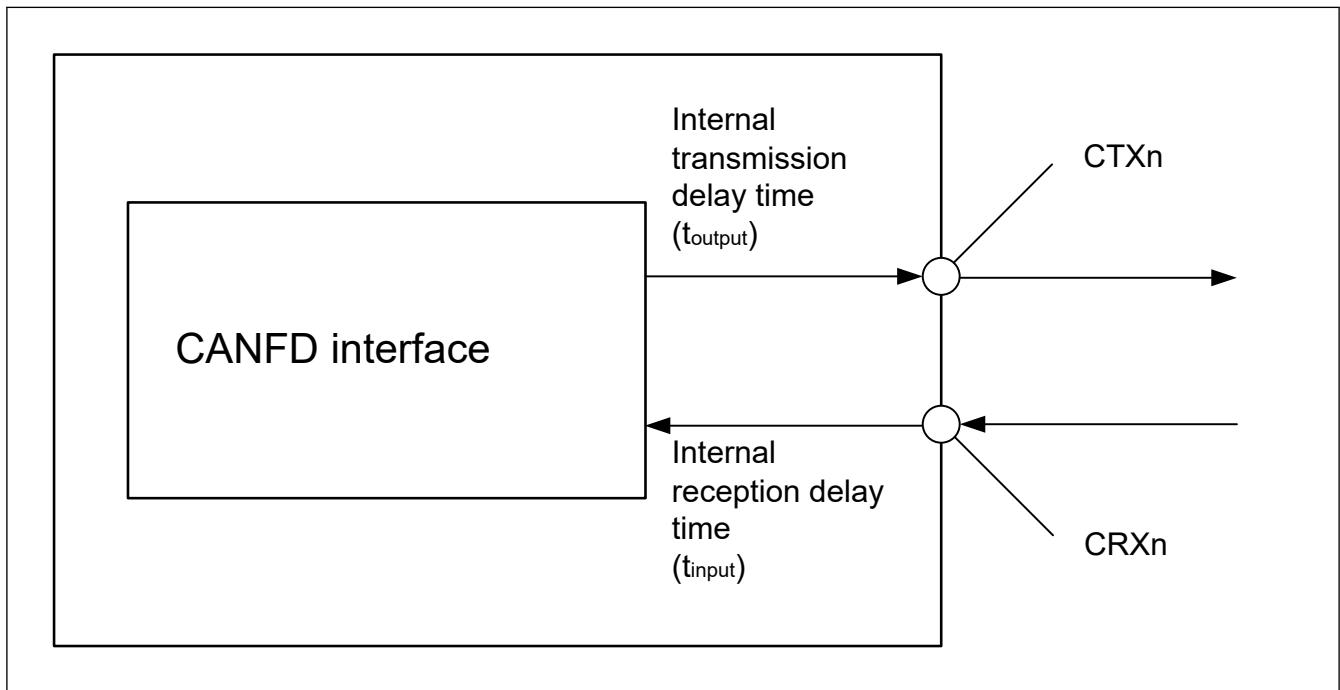 Internal
transmission
delay time
(toutput)
CTXn
CANFD interface
Internal
reception delay
time
(tinput)
CRXn